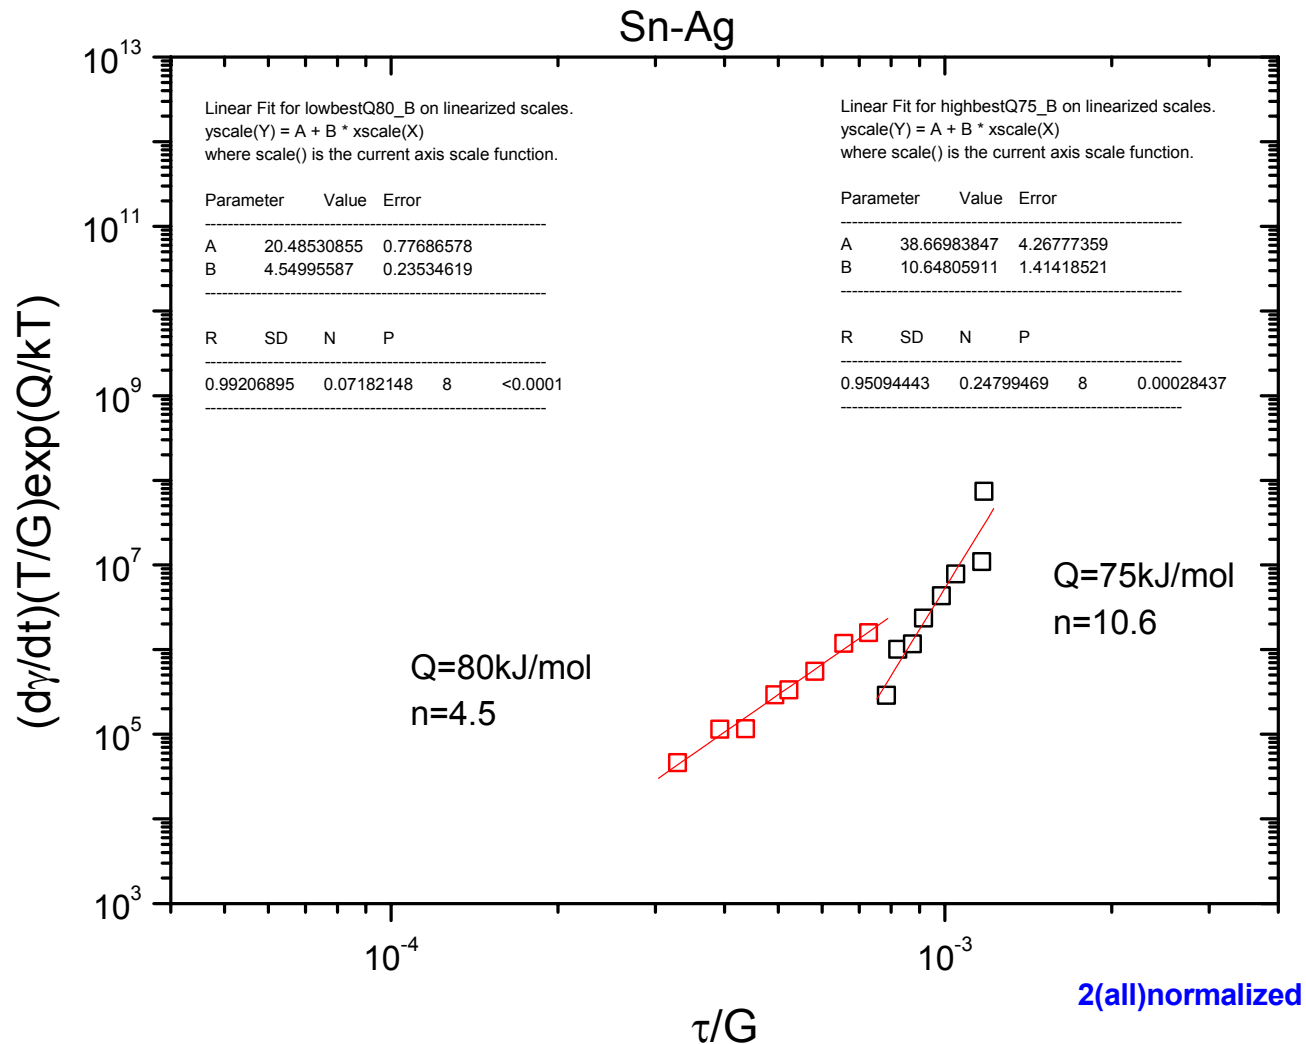 Sn-Ag
10^13
10^11
10^9
10^7
10^5
10^3
(dγ/dt)(T/G)exp(Q/kT)
Linear Fit for lowbestQ80_B on linearized scales.
yscale(Y) = A + B * xscale(X)
where scale() is the current axis scale function.
Parameter Value Error
A 20.48530855 0.77686578
B 4.54995587 0.23534619
R SD N P
0.99206895 0.07182148 8 <0.0001
Linear Fit for highbestQ75_B on linearized scales.
yscale(Y) = A + B * xscale(X)
where scale() is the current axis scale function.
Parameter Value Error
A 38.66983847 4.26777359
B 10.64805911 1.41418521
R SD N P
0.95094443 0.24799469 8 0.00028437
Q=80kJ/mol
n=4.5
Q=75kJ/mol
n=10.6
10^-4
10^-3
τ/G
2(all)normalized